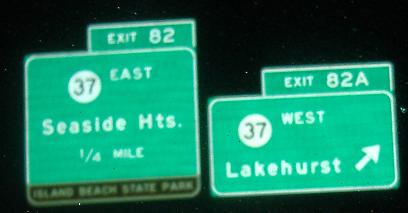 EXIT 82
37 EAST
Seaside Hts.
1/4 MILE
ISLAND BEACH STATE PARK
EXIT 82A
37 WEST
Lakehurst